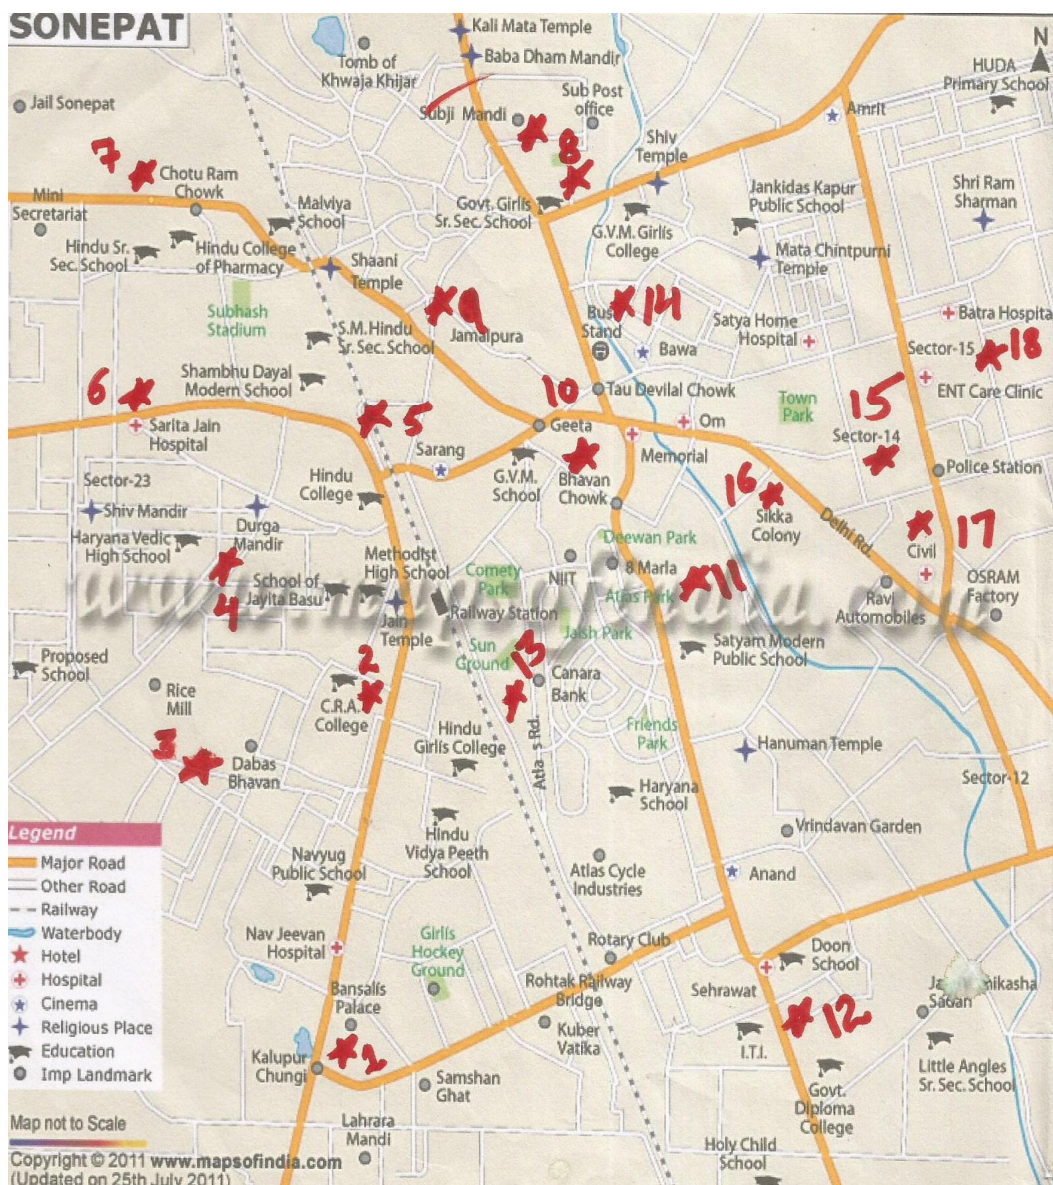 SONEPAT
Kali Mata Temple
Baba Dham Mandir
N
Tomb of
Khwaja Khijar
HUDA
Primary School
Jail Sonepat
Sub Post
office
Subji Mandi
Amrit
8
Shiv
Temple
7
Chotu Ram
Chowk
Mini
Secretariat
Malviya
School
Govt. Girlis
Sr. Sec. School
Jankidas Kapur
Public School
Shri Ram
Sharman
G.V.M. Girlis
College
Hindu Sr.
Sec. School
Hindu College
of Pharmacy
Shaani
Temple
Mata Chintpurni
Temple
Subhash
Stadium
9
Bus
Stand
14
Satya Home
Hospital
Batra Hospita
S.M. Hindu
Sr. Sec. School
Jamalpura
Bawa
Sector-15
18
Shambhu Dayal
Modern School
6
10
Tau Devilal Chowk
ENT Care Clinic
Town
Park
15
5
Sarita Jain
Hospital
Geeta
Om
Sector-14
Sarang
Memorial
Hindu
College
G.V.M.
School
Bhavan
Chowk
Police Station
Sector-23
16
Shiv Mandir
Durga
Mandir
Sikka
Colony
Delhi Rd.
17
Haryana Vedic
High School
Deewan Park
Civil
Methodist
High School
Comety
Park
NIIT
8 Marla
www.mapsofindia.com
School of
Jayita Basu
Atlas Park
11
OSRAM
Factory
4
Railway Station
Ravi
Automobiles
Jain
Temple
Jaish Park
Sun
Ground
13
Satyam Modern
Public School
Proposed
School
2
Canara
Bank
Rice
Mill
C.R.A.
College
3
Hindu
Girlis College
Friends
Park
Hanuman Temple
Dabas
Bhavan
Atla s Rd.
Haryana
School
Sector-12
Hindu
Vidya Peeth
School
Vrindavan Garden
Navyug
Public School
Atlas Cycle
Industries
Anand
Nav Jeevan
Hospital
Girlis
Hockey
Ground
Rotary Club
Doon
School
Bansalis
Palace
Rohtak Railway
Bridge
Sehrawat
Sadan
12
Kuber
Vatika
I.T.I.
Kalupur
Chungi
Samshan
Ghat
Govt.
Diploma
College
Little Angles
Sr. Sec. School
Lahrara
Mandi
Holy Child
School
Legend
Major Road
Other Road
Railway
Waterbody
Hotel
Hospital
Cinema
Religious Place
Education
Imp Landmark
Map not to Scale
Copyright © 2011 www.mapsofindia.com
(Updated on 25th July 2011)